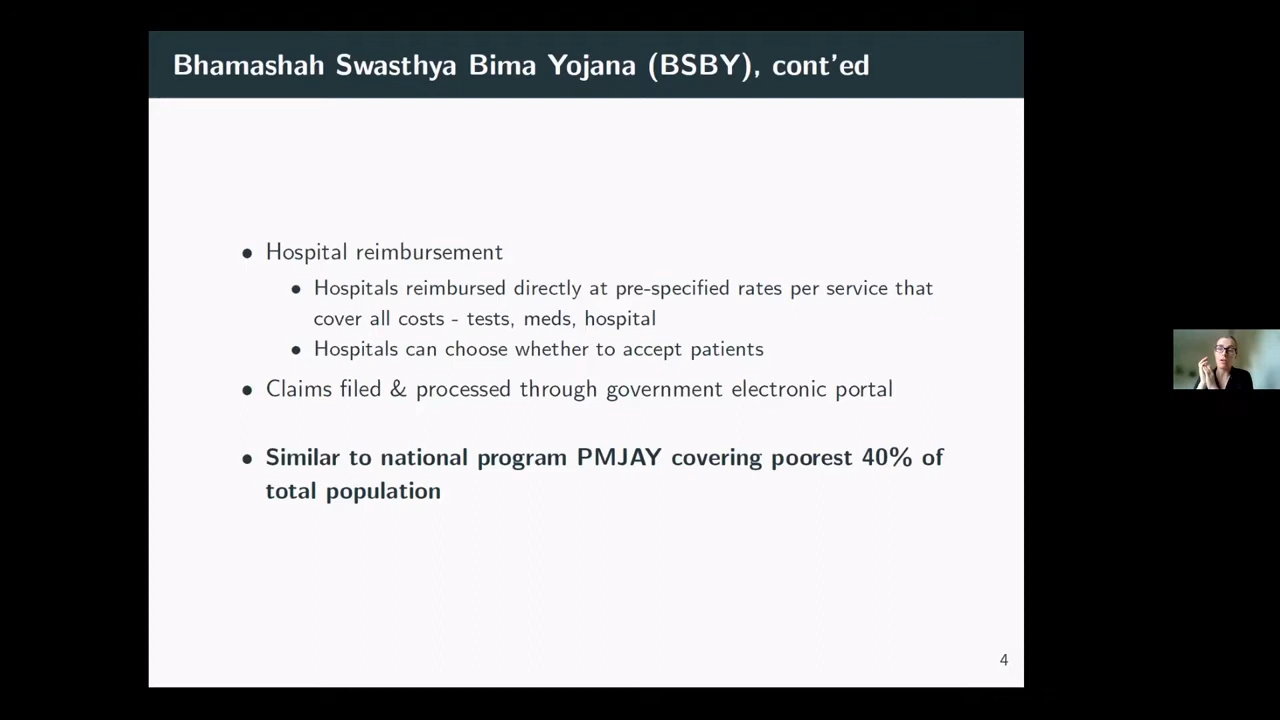 Bhamashah Swasthya Bima Yojana (BSBY), cont'ed
• Hospital reimbursement
• Hospitals reimbursed directly at pre-specified rates per service that
cover all costs - tests, meds, hospital
• Hospitals can choose whether to accept patients
• Claims filed & processed through government electronic portal
• Similar to national program PMJAY covering poorest 40% of
total population
4